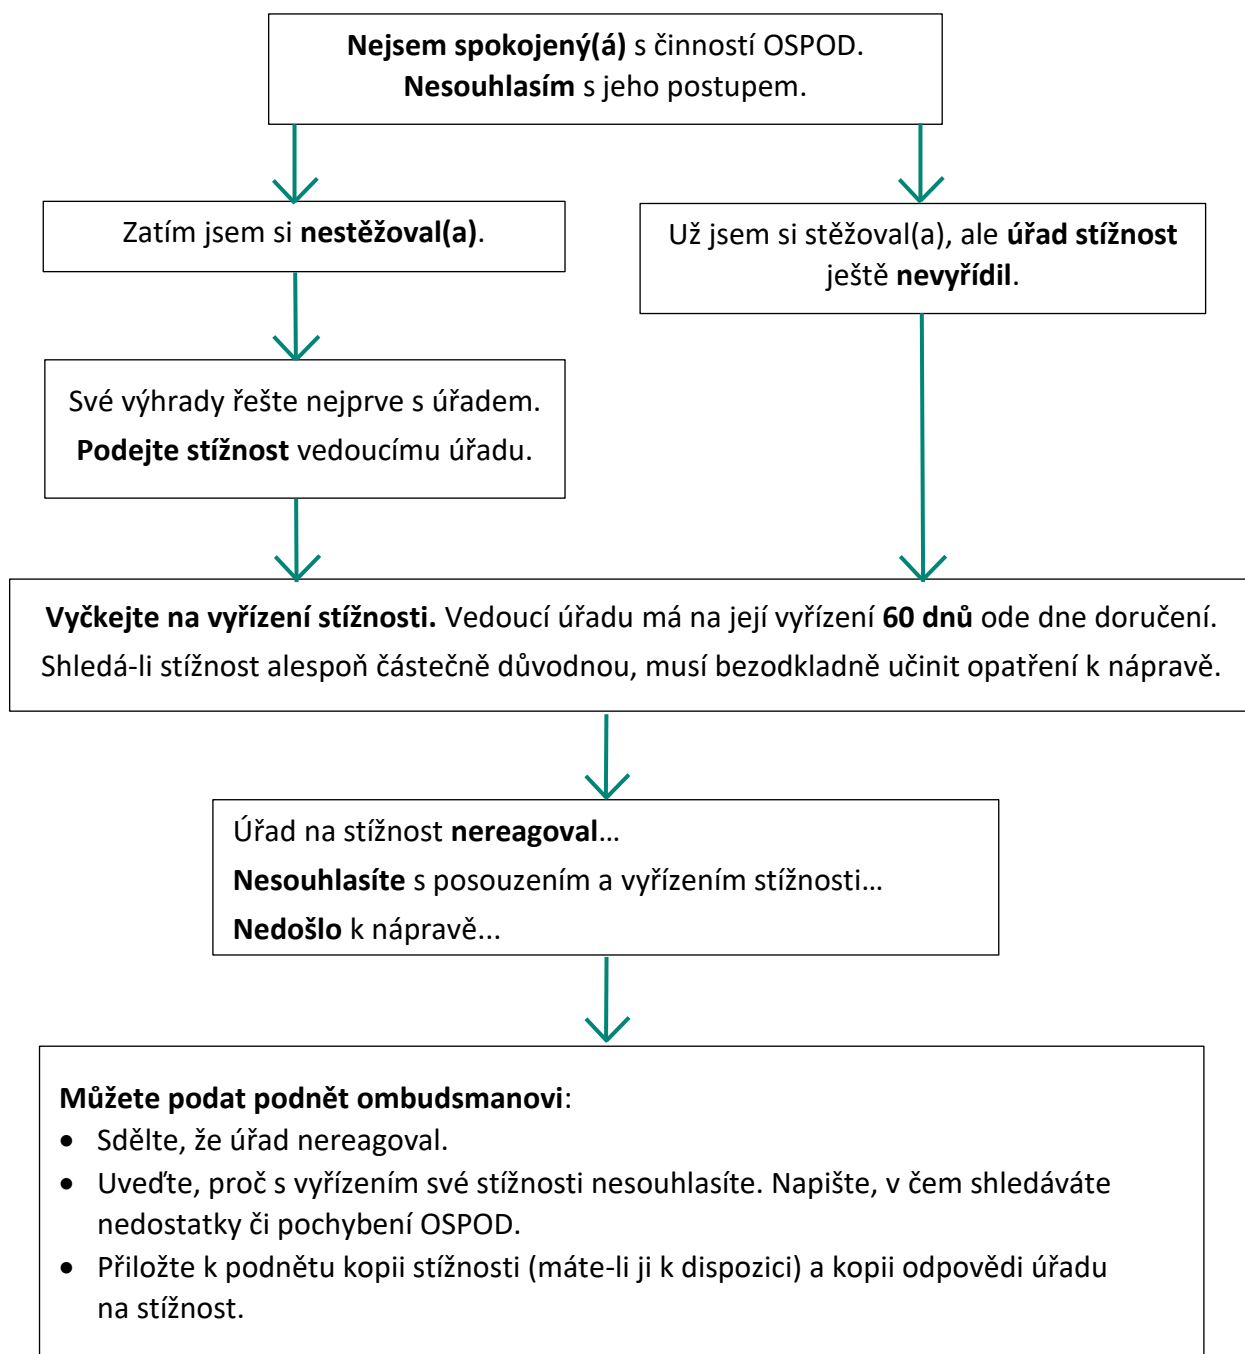 Nejsem spokojený(á) s činností OSPOD.
Nesouhlasím s jeho postupem.
Zatím jsem si nestěžoval(a).
Už jsem si stěžoval(a), ale úřad stížnost
ještě nevyřídil.
Své výhrady řešte nejprve s úřadem.
Podejte stížnost vedoucímu úřadu.
Vyčkejte na vyřízení stížnosti. Vedoucí úřadu má na její vyřízení 60 dnů ode dne doručení.
Shledá-li stížnost alespoň částečně důvodnou, musí bezodkladně učinit opatření k nápravě.
Úřad na stížnost nereagoval…
Nesouhlasíte s posouzením a vyřízením stížnosti…
Nedošlo k nápravě...
Můžete podat podnět ombudsmanovi:
• Sdělte, že úřad nereagoval.
• Uveďte, proč s vyřízením své stížnosti nesouhlasíte. Napište, v čem shledáváte
nedostatky či pochybení OSPOD.
• Přiložte k podnětu kopii stížnosti (máte-li ji k dispozici) a kopii odpovědi úřadu
na stížnost.